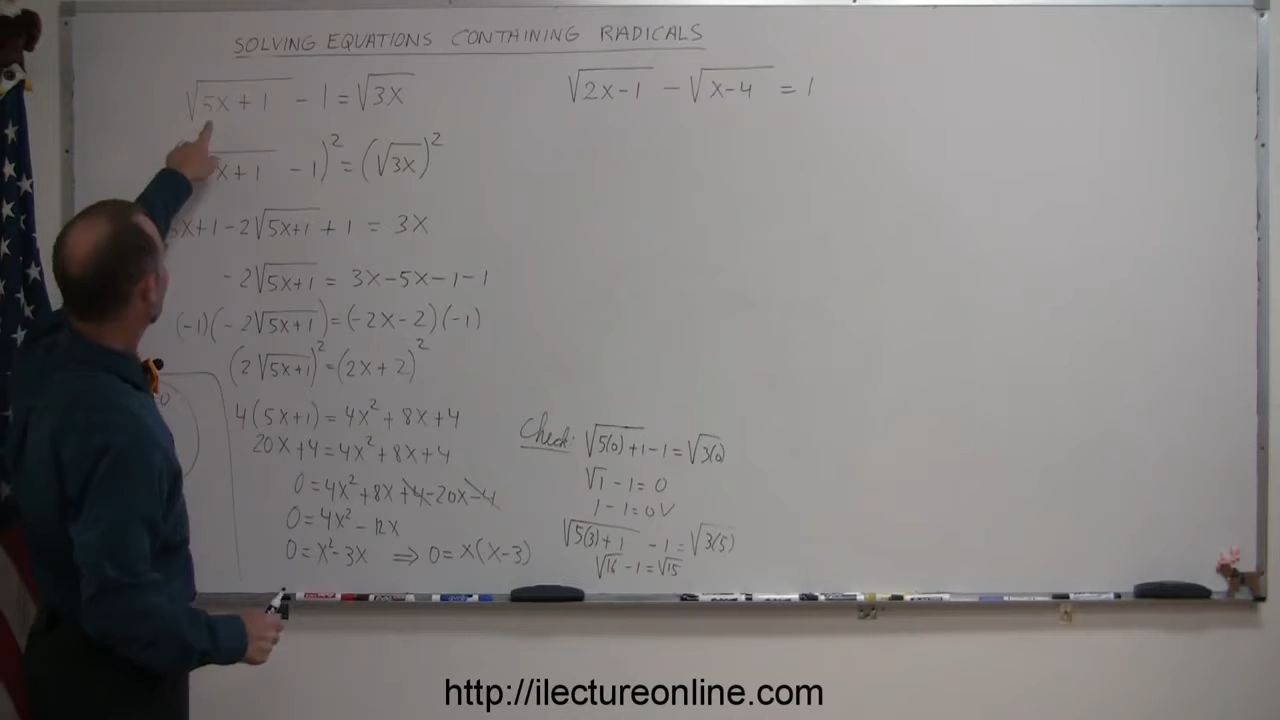 SOLVING EQUATIONS CONTAINING RADICALS
√(5x+1) - 1 = √(3x)
x+1 - 1)² = (√(3x))²
5x+1-2√(5x+1) + 1 = 3x
-2√(5x+1) = 3x-5x-1-1
(-1)(-2√(5x+1)) = (-2x-2)(-1)
(2√(5x+1))² = (2x+2)²
4(5x+1) = 4x²+8x+4
20x+4=4x²+8x+4
0=4x²+8x+4-20x-4
0=4x²-12x
0=x²-3x ⇒ 0=x(x-3)
√(2x-1) - √(x-4) = 1
Check: √(5(0)+1) - 1 = √(3(0))
√1 - 1 = 0
1 - 1 = 0 √
√(5(3)+1) - 1 = √(3(5))
√16 - 1 = √15
http://ilectureonline.com